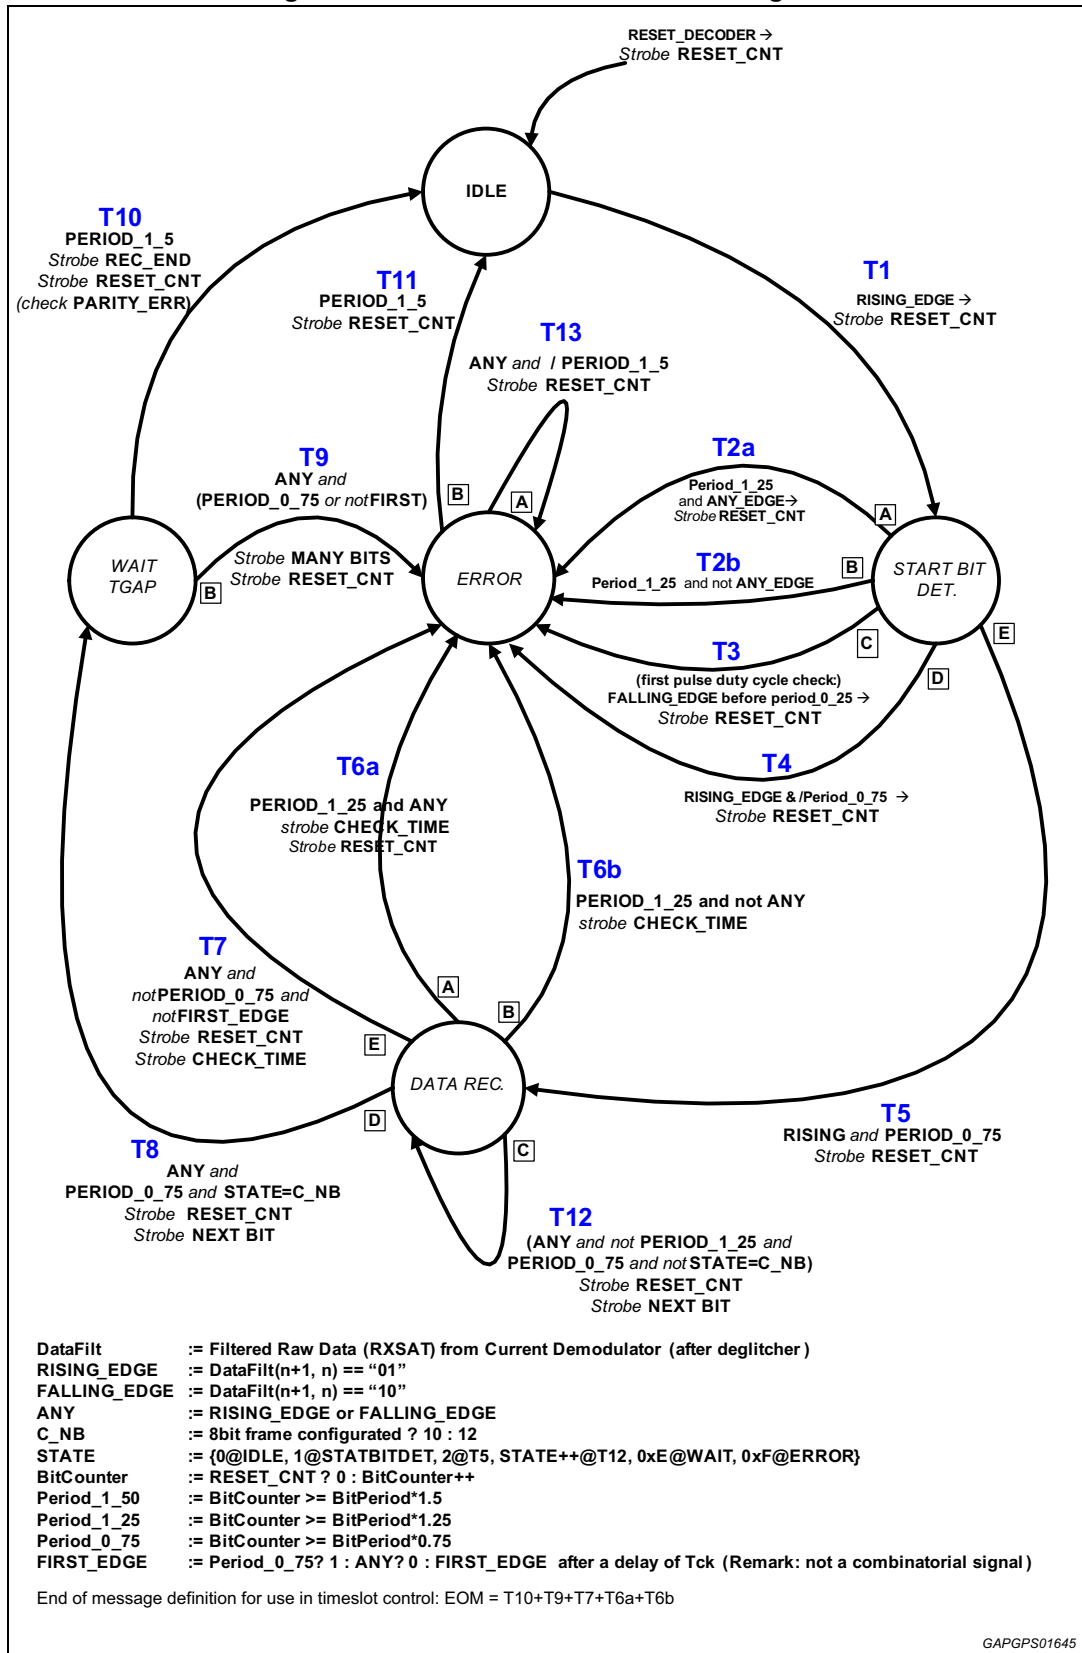 RESET_DECODER →
Strobe RESET_CNT
IDLE
T10
PERIOD_1_5
Strobe REC_END
Strobe RESET_CNT
(check PARITY_ERR)
T11
PERIOD_1_5
Strobe RESET_CNT
T1
RISING_EDGE →
Strobe RESET_CNT
T13
ANY and / PERIOD_1_5
Strobe RESET_CNT
T9
ANY and
(PERIOD_0_75 or not FIRST)
Strobe MANY BITS
Strobe RESET_CNT
B
WAIT
TGAP
B
A
ERROR
T2a
Period_1_25
and ANY_EDGE→
Strobe RESET_CNT
A
T2b
Period_1_25 and not ANY_EDGE
B
START BIT
DET.
T3
(first pulse duty cycle check:)
FALLING_EDGE before period_0_25 →
Strobe RESET_CNT
C
D
E
T4
RISING_EDGE & /Period_0_75 →
Strobe RESET_CNT
T6a
PERIOD_1_25 and ANY
strobe CHECK_TIME
Strobe RESET_CNT
T6b
PERIOD_1_25 and not ANY
strobe CHECK_TIME
T7
ANY and
not PERIOD_0_75 and
not FIRST_EDGE
Strobe RESET_CNT
Strobe CHECK_TIME
A
B
E
DATA REC.
D
C
T5
RISING and PERIOD_0_75
Strobe RESET_CNT
T8
ANY and
PERIOD_0_75 and STATE=C_NB
Strobe RESET_CNT
Strobe NEXT BIT
T12
(ANY and not PERIOD_1_25 and
PERIOD_0_75 and not STATE=C_NB)
Strobe RESET_CNT
Strobe NEXT BIT
DataFilt := Filtered Raw Data (RXSAT) from Current Demodulator (after deglitcher)
RISING_EDGE := DataFilt(n+1, n) == “01”
FALLING_EDGE := DataFilt(n+1, n) == “10”
ANY := RISING_EDGE or FALLING_EDGE
C_NB := 8bit frame configurated ? 10 : 12
STATE := {0@IDLE, 1@STATBITDET, 2@T5, STATE++@T12, 0xE@WAIT, 0xF@ERROR}
BitCounter := RESET_CNT ? 0 : BitCounter++
Period_1_50 := BitCounter >= BitPeriod*1.5
Period_1_25 := BitCounter >= BitPeriod*1.25
Period_0_75 := BitCounter >= BitPeriod*0.75
FIRST_EDGE := Period_0_75? 1 : ANY? 0 : FIRST_EDGE after a delay of Tck (Remark: not a combinatorial signal)
End of message definition for use in timeslot control: EOM = T10+T9+T7+T6a+T6b
GAPGPS01645